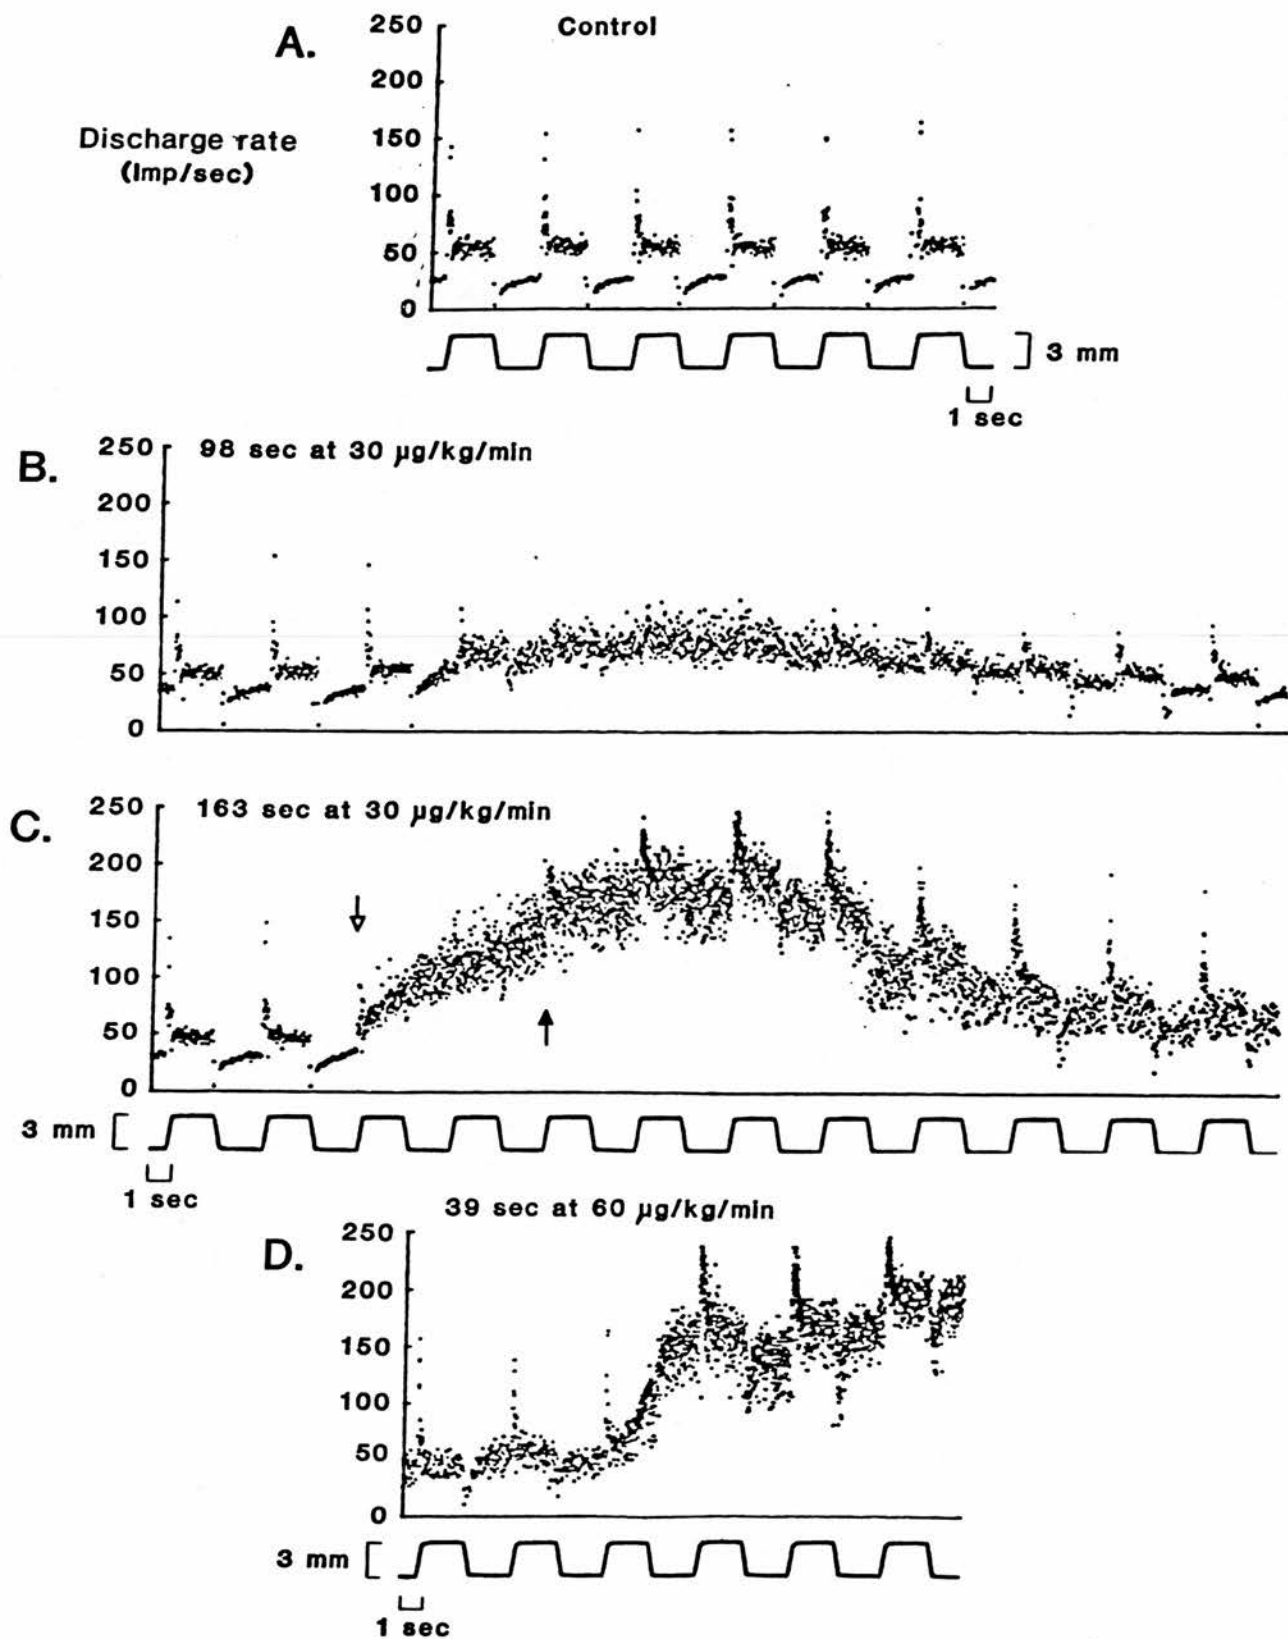 A.
Control
Discharge rate
(Imp/sec)
250
200
150
100
50
0
3 mm
1 sec
B.
98 sec at 30 µg/kg/min
250
200
150
100
50
0
C.
163 sec at 30 µg/kg/min
250
200
150
100
50
0
3 mm
1 sec
39 sec at 60 µg/kg/min
D.
250
200
150
100
50
0
3 mm
1 sec